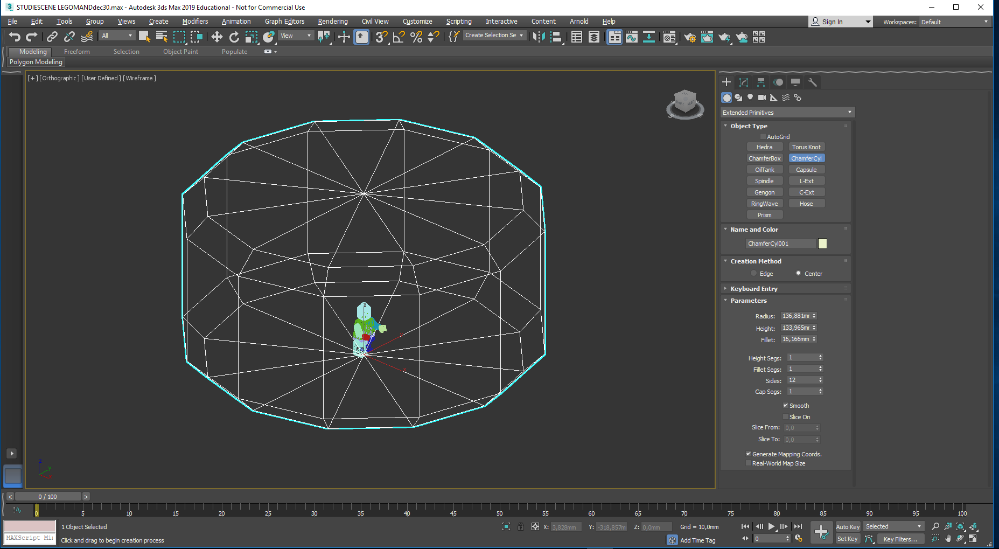 STUDIESCENE LEGOMANDdec30.max - Autodesk 3ds Max 2019 Educational - Not for Commercial Use
File Edit Tools Group Views Create Modifiers Animation Graph Editors Rendering Civil View Customize Scripting Interactive Content Arnold Help
Sign In
Workspaces: Default
All
View
Create Selection Se
Modeling Freeform Selection Object Paint Populate
Polygon Modeling
[+] [Orthographic] [User Defined] [Wireframe]
Extended Primitives
Object Type
AutoGrid
Hedra Torus Knot
ChamferBox ChamferCyl
OilTank Capsule
Spindle L-Ext
Gengon C-Ext
RingWave Hose
Prism
Name and Color
ChamferCyl001
Creation Method
Edge Center
Keyboard Entry
Parameters
Radius: 136,881mr
Height: 133,965mr
Fillet: 16,166mm
Height Segs: 1
Fillet Segs: 1
Sides: 12
Cap Segs: 1
Smooth
Slice On
Slice From: 0,0
Slice To: 0,0
Generate Mapping Coords.
Real-World Map Size
z
y
x
< 0 / 100 >
0 5 10 15 20 25 30 35 40 45 50 55 60 65 70 75 80 85 90 95 100
1 Object Selected
X: 3,828mm Y: -318,857m Z: 0,0mm Grid = 10,0mm
Auto Key Selected
MAXScript Mi
Click and drag to begin creation process
Add Time Tag
0
Set Key Key Filters...